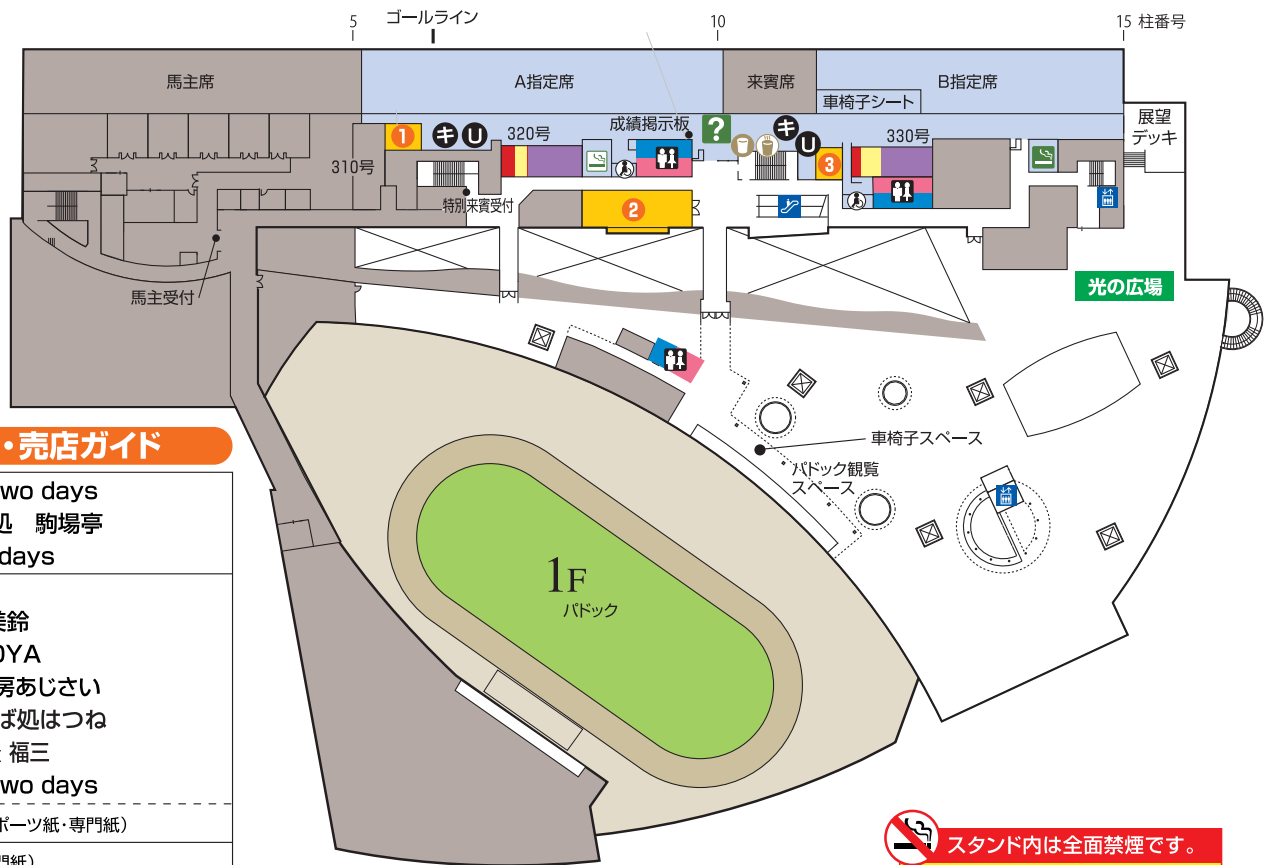 5
ゴールライン
10
15 柱番号
馬主席
A指定席
来賓席
B指定席
車椅子シート
展望
デッキ
成績掲示板
?
1
キ U
320号
キ
U
330号
3
310号
特別来賓受付
2
馬主受付
光の広場
・売店ガイド
車椅子スペース
パドック観覧
スペース
wo days
処 駒場亭
days
美鈴
OYA
房あじさい
ば処はつね
福三
wo days
ポーツ紙・専門紙）
門紙）
1F
パドック
スタンド内は全面禁煙です。